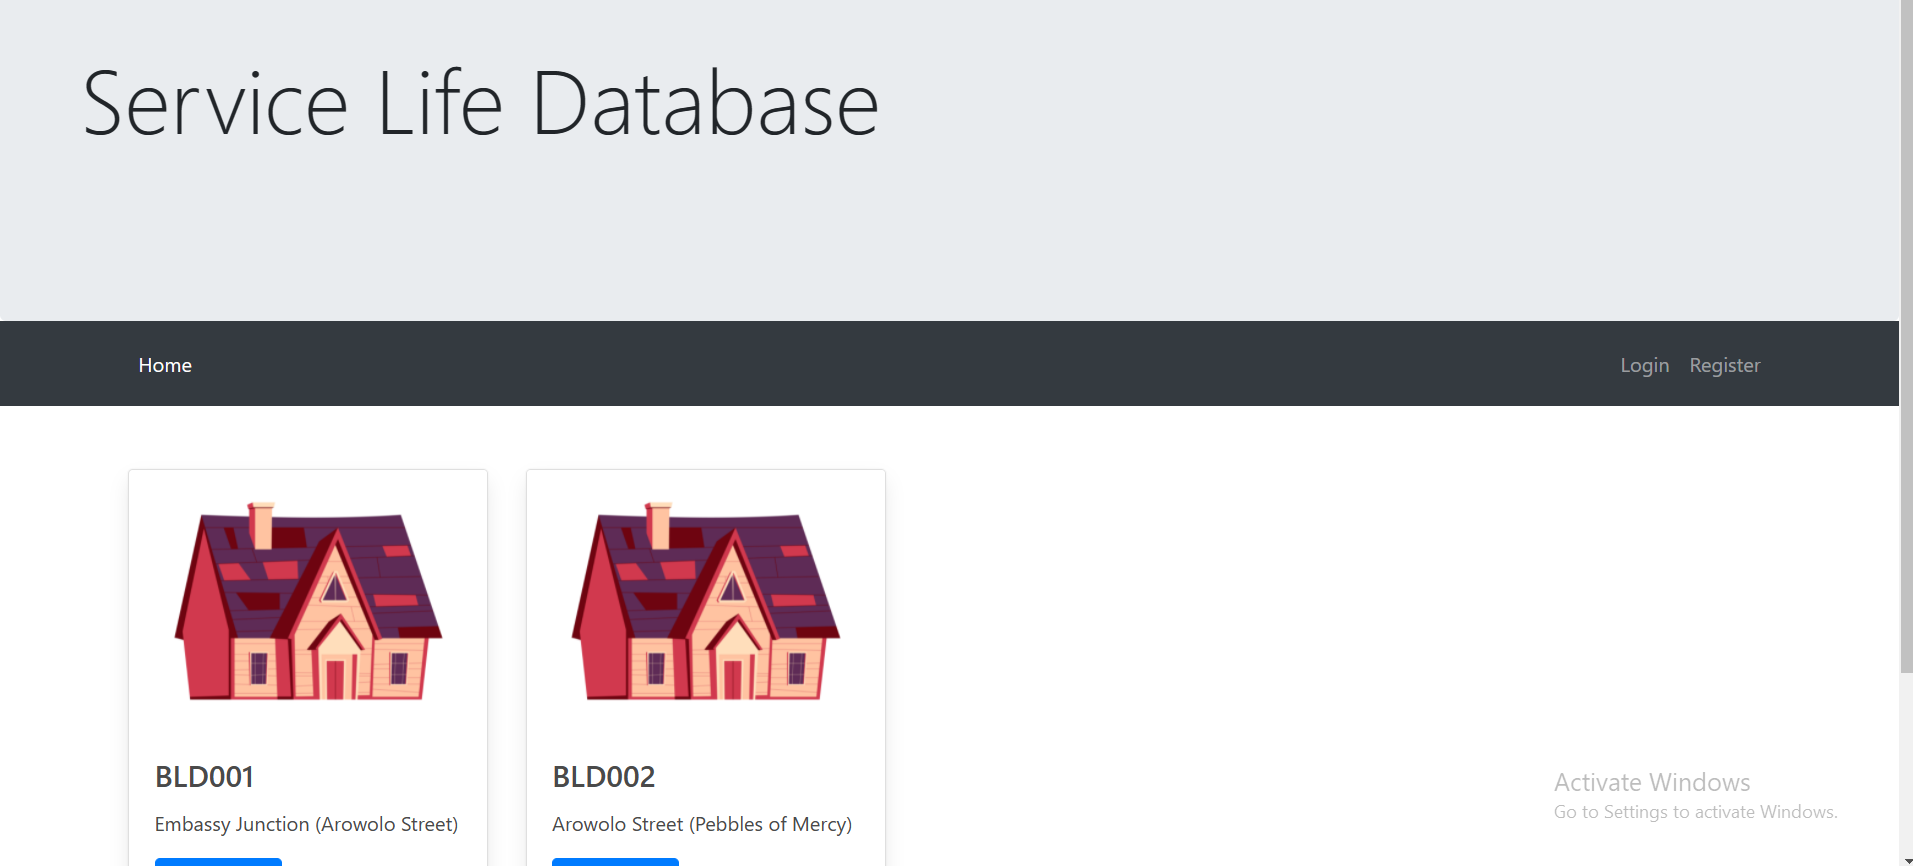 Service Life Database
Home
Login
Register
BLD001
Embassy Junction (Arowolo Street)
BLD002
Arowolo Street (Pebbles of Mercy)
Activate Windows
Go to Settings to activate Windows.